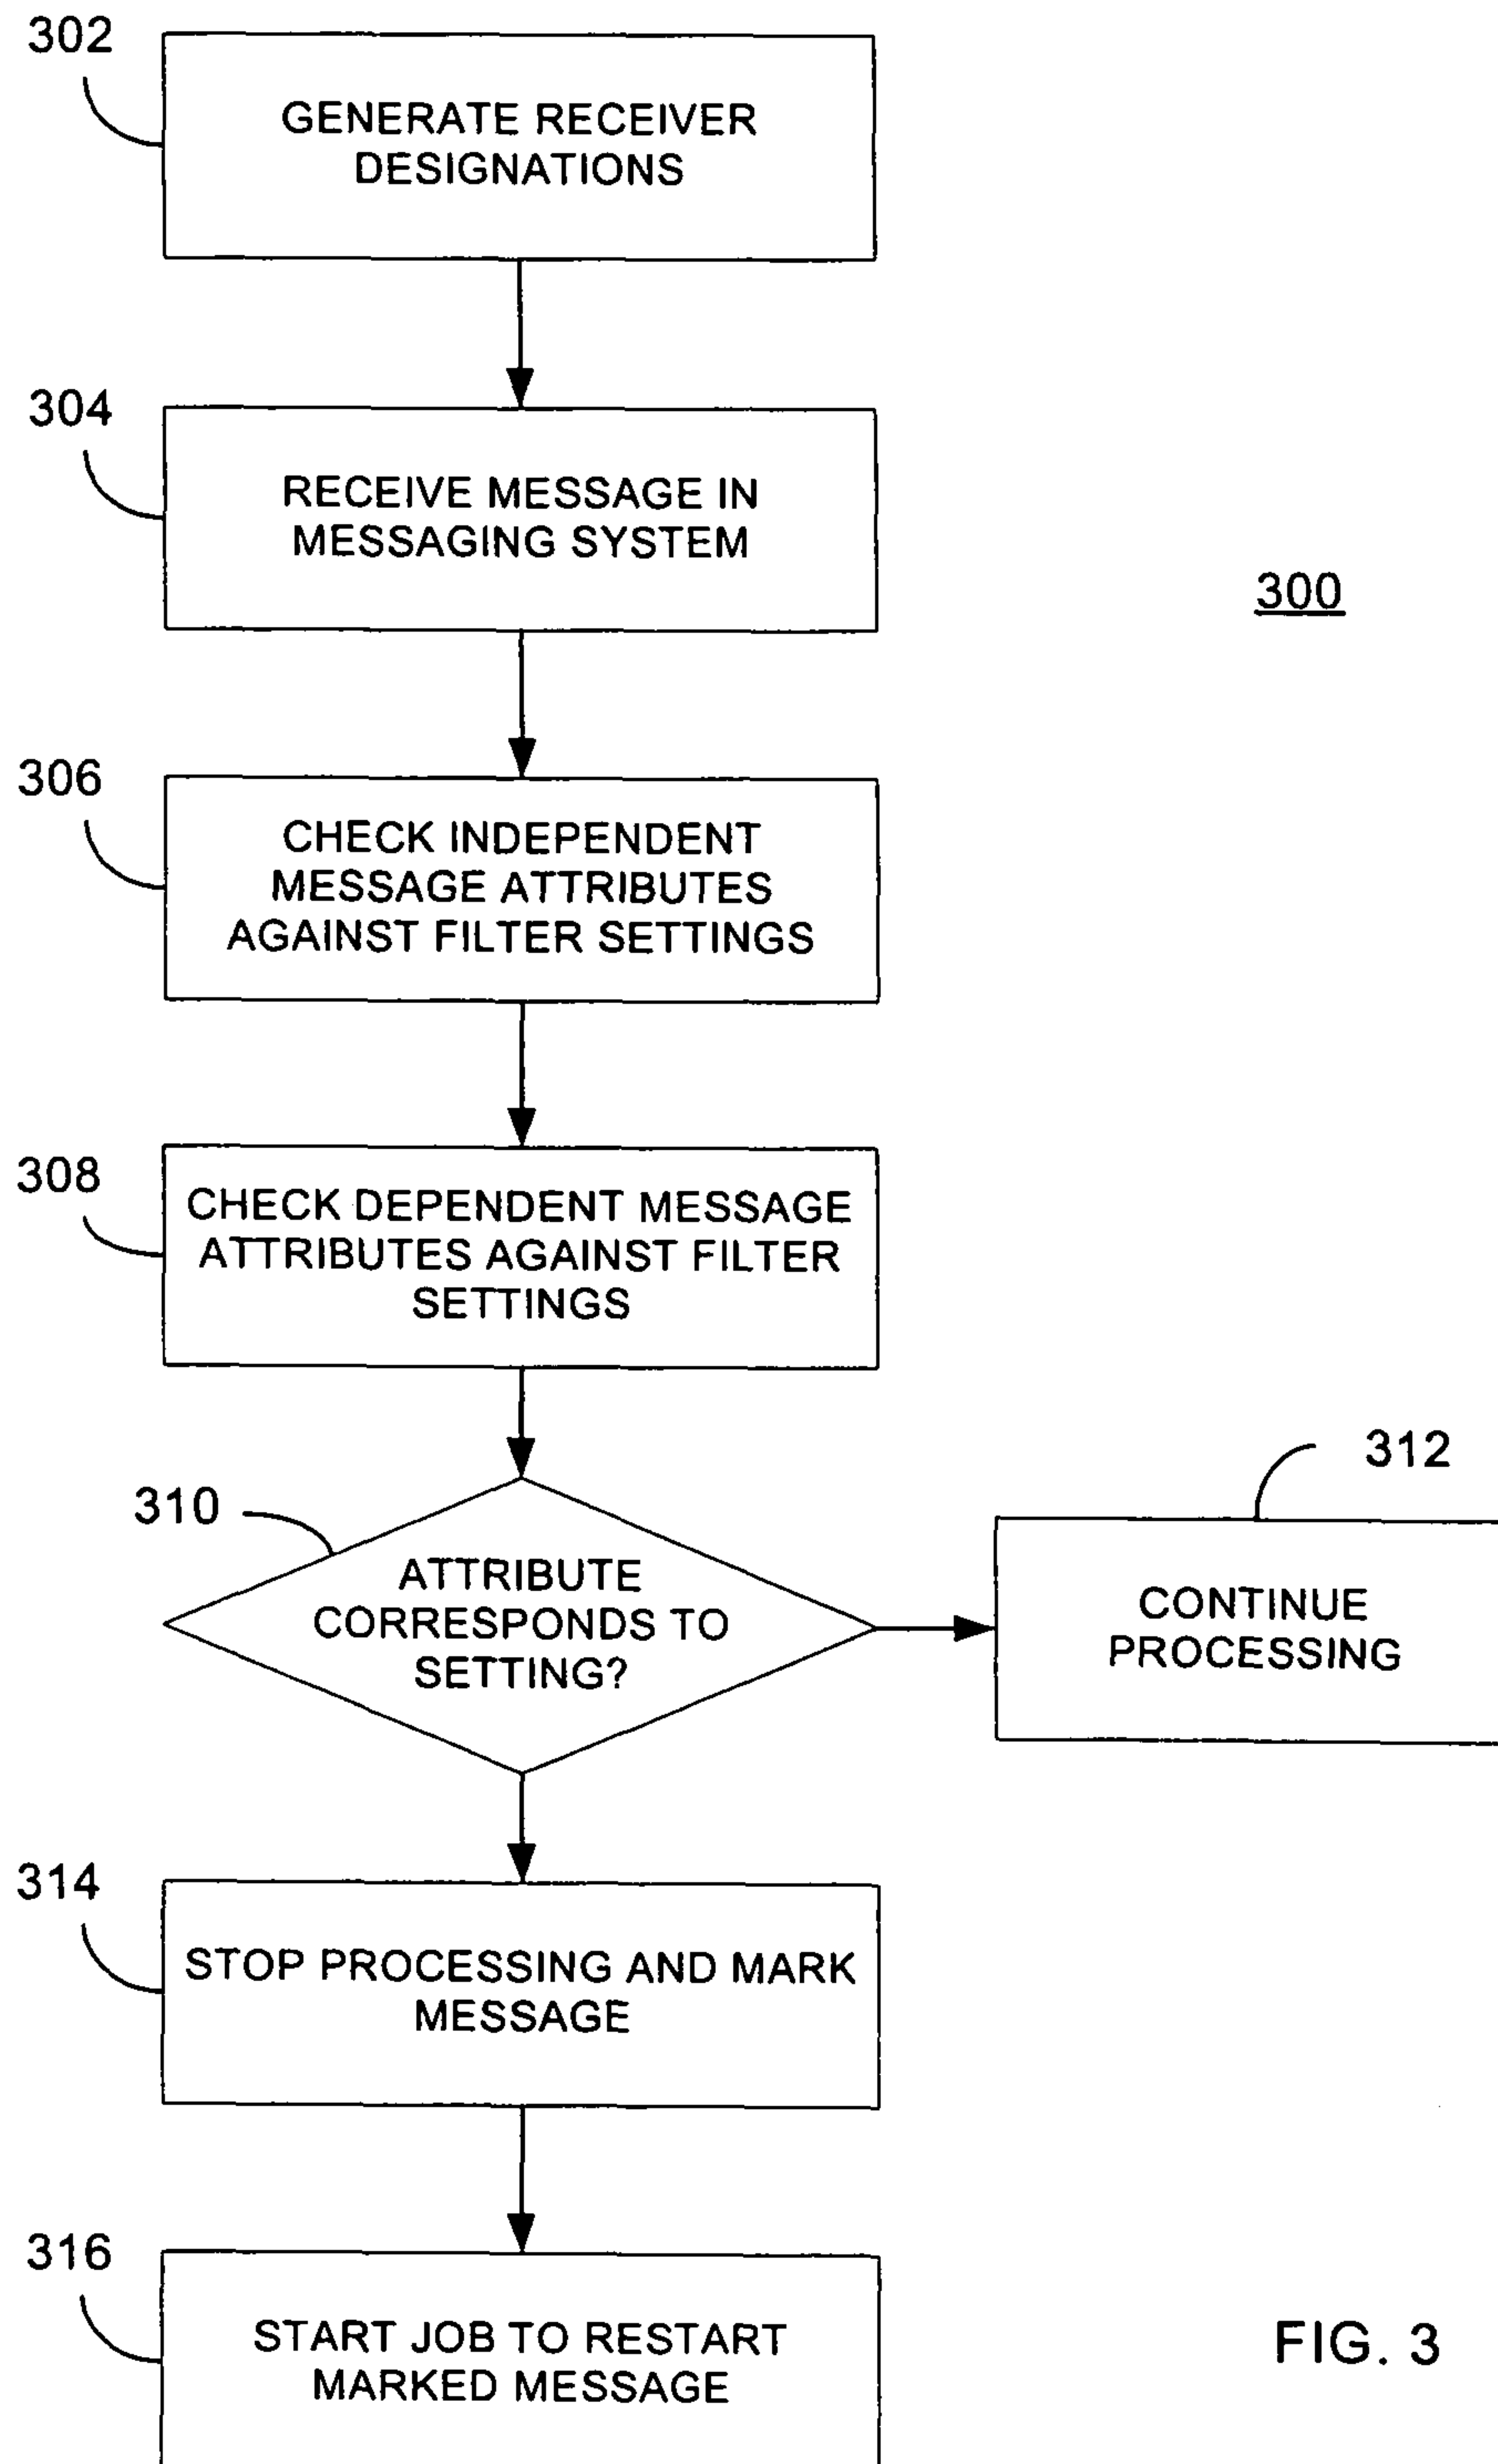 302
GENERATE RECEIVER
DESIGNATIONS
304
RECEIVE MESSAGE IN
MESSAGING SYSTEM
300
306
CHECK INDEPENDENT
MESSAGE ATTRIBUTES
AGAINST FILTER SETTINGS
308
CHECK DEPENDENT MESSAGE
ATTRIBUTES AGAINST FILTER
SETTINGS
310
ATTRIBUTE
CORRESPONDS TO
SETTING?
312
CONTINUE
PROCESSING
314
STOP PROCESSING AND MARK
MESSAGE
316
START JOB TO RESTART
MARKED MESSAGE
FIG. 3